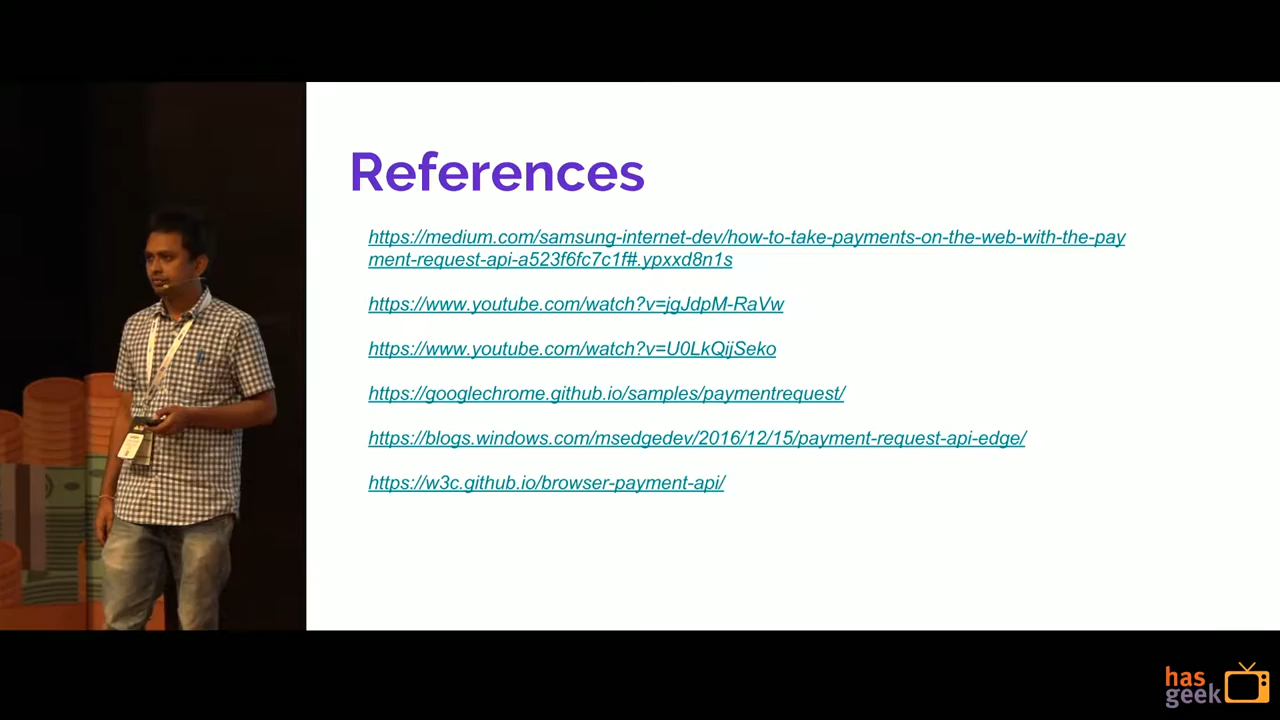 References
https://medium.com/samsung-internet-dev/how-to-take-payments-on-the-web-with-the-pay
ment-request-api-a523f6fc7c1f#.ypxxd8n1s
https://www.youtube.com/watch?v=jgJdpM-RaVw
https://www.youtube.com/watch?v=U0LkQijSeko
https://googlechrome.github.io/samples/paymentrequest/
https://blogs.windows.com/msedgedev/2016/12/15/payment-request-api-edge/
https://w3c.github.io/browser-payment-api/
has
geek